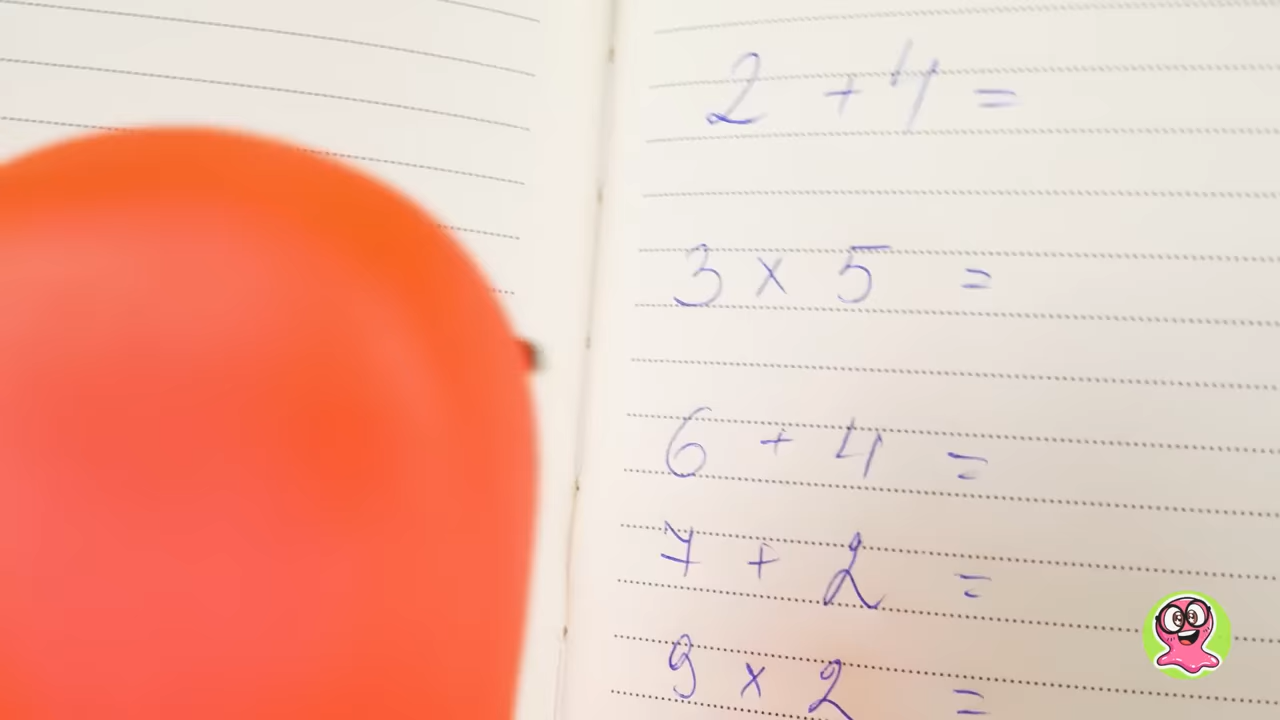 2 + 4 =
3 x 5 =
6 + 4 =
7 + 2 =
9 x 2 =